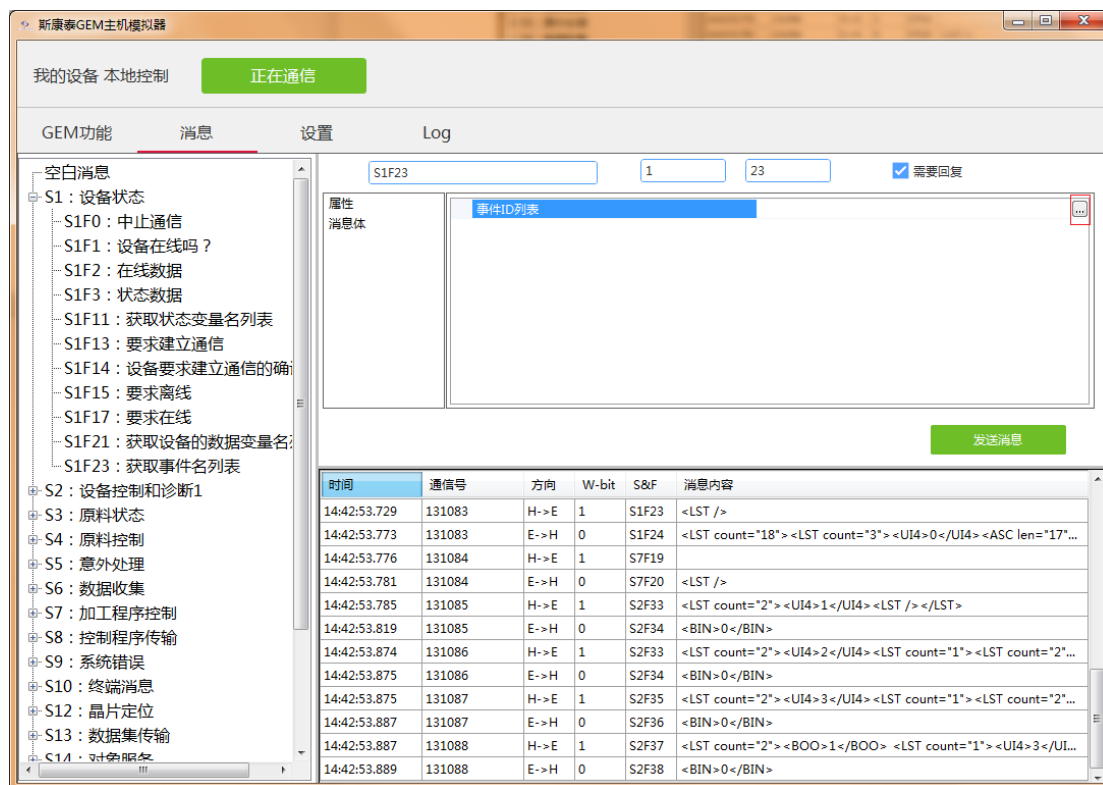 斯康泰GEM主机模拟器
我的设备 本地控制 正在通信
GEM功能 消息 设置 Log
空白消息
S1：设备状态
S1F0：中止通信
S1F1：设备在线吗？
S1F2：在线数据
S1F3：状态数据
S1F11：获取状态变量名列表
S1F13：要求建立通信
S1F14：设备要求建立通信的确
S1F15：要求离线
S1F17：要求在线
S1F21：获取设备的数据变量名
S1F23：获取事件名列表
S2：设备控制和诊断1
S3：原料状态
S4：原料控制
S5：意外处理
S6：数据收集
S7：加工程序控制
S8：控制程序传输
S9：系统错误
S10：终端消息
S12：晶片定位
S13：数据集传输
S14：对象服务
S1F23 1 23 需要回复
属性
消息体
事件ID列表 ...
发送消息
时间 通信号 方向 W-bit S&F 消息内容
14:42:53.729 131083 H->E 1 S1F23 <LST />
14:42:53.773 131083 E->H 0 S1F24 <LST count="18"><LST count="3"><UI4>0</UI4><ASC len="17"...
14:42:53.776 131084 H->E 1 S7F19
14:42:53.781 131084 E->H 0 S7F20 <LST />
14:42:53.785 131085 H->E 1 S2F33 <LST count="2"><UI4>1</UI4><LST /></LST>
14:42:53.819 131085 E->H 0 S2F34 <BIN>0</BIN>
14:42:53.874 131086 H->E 1 S2F33 <LST count="2"><UI4>2</UI4><LST count="1"><LST count="2"...
14:42:53.875 131086 E->H 0 S2F34 <BIN>0</BIN>
14:42:53.875 131087 H->E 1 S2F35 <LST count="2"><UI4>3</UI4><LST count="1"><LST count="2"...
14:42:53.887 131087 E->H 0 S2F36 <BIN>0</BIN>
14:42:53.887 131088 H->E 1 S2F37 <LST count="2"><BOO>1</BOO> <LST count="1"><UI4>3</UI...
14:42:53.889 131088 E->H 0 S2F38 <BIN>0</BIN>